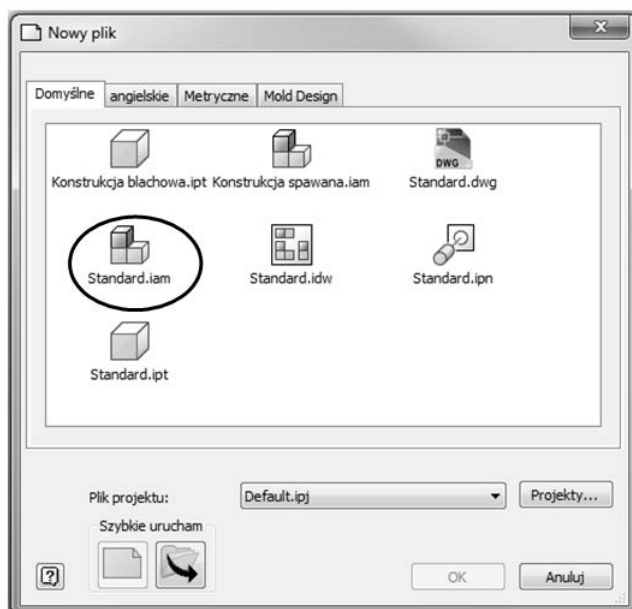 Nowy plik
Domyślne angielskie Metryczne Mold Design
Konstrukcja blachowa.ipt Konstrukcja spawana.iam Standard.dwg
DWG
Standard.iam Standard.idw Standard.ipn
Standard.ipt
Plik projektu: Default.ipj Projekty...
Szybkie urucham
OK Anuluj